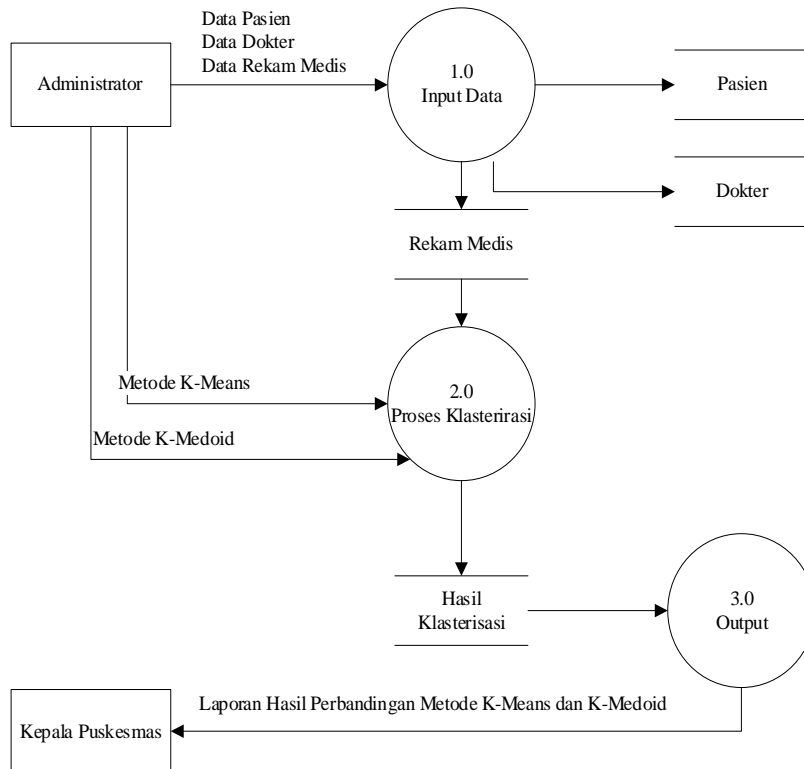 Data Pasien
Data Dokter
Data Rekam Medis
Administrator
1.0
Input Data
Pasien
Dokter
Rekam Medis
Metode K-Means
2.0
Proses Klasterirasi
Metode K-Medoid
Hasil
Klasterisasi
3.0
Output
Laporan Hasil Perbandingan Metode K-Means dan K-Medoid
Kepala Puskesmas